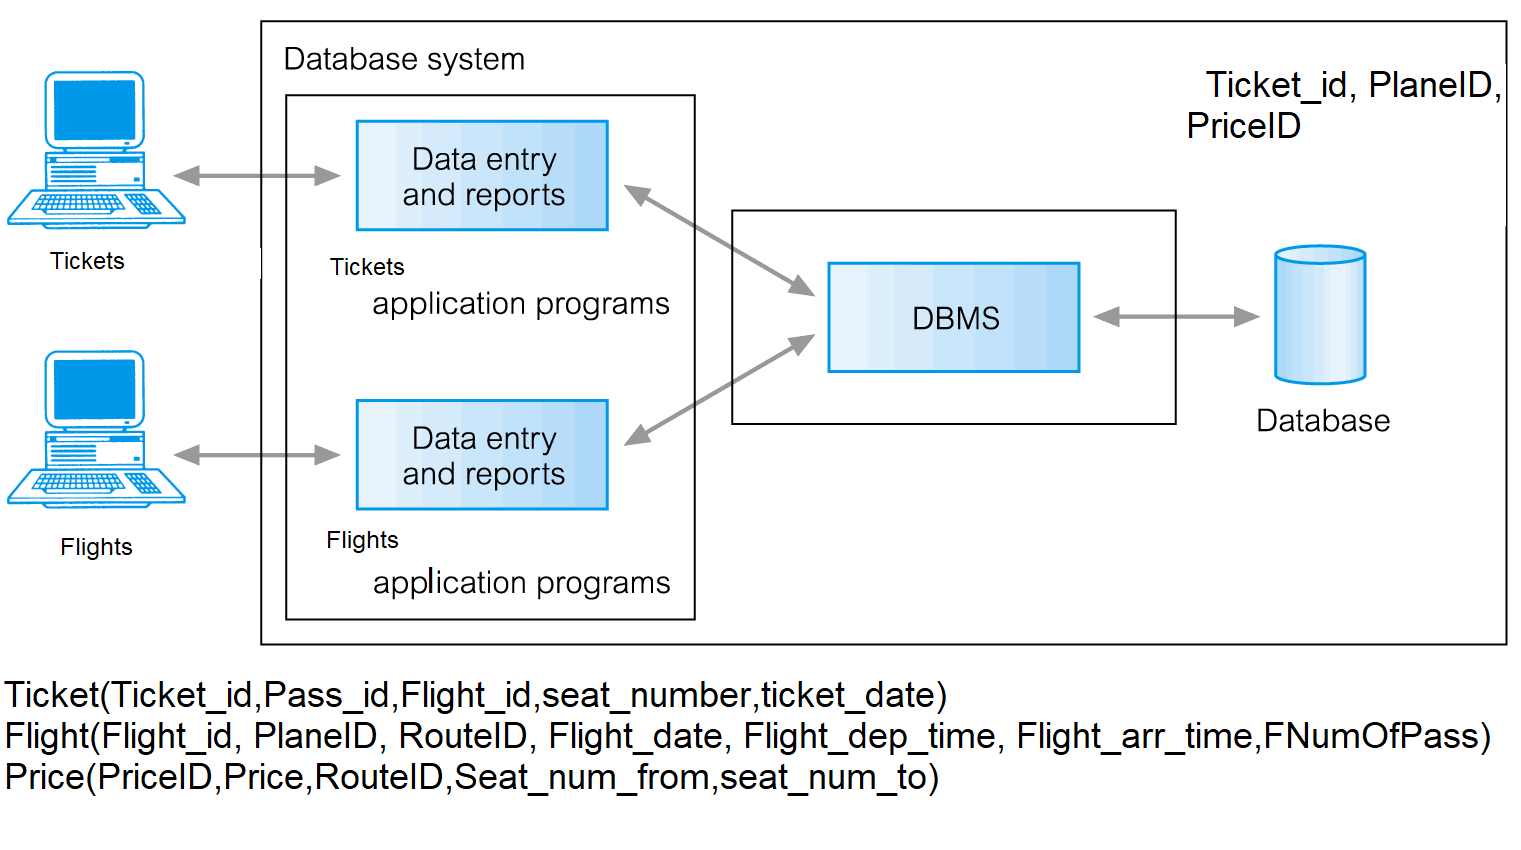 Database system
Ticket_id, PlaneID,
PriceID
Data entry
and reports
Tickets
Tickets
application programs
DBMS
Database
Data entry
and reports
Flights
Flights
application programs
Ticket(Ticket_id,Pass_id,Flight_id,seat_number,ticket_date)
Flight(Flight_id, PlaneID, RouteID, Flight_date, Flight_dep_time, Flight_arr_time,FNumOfPass)
Price(PriceID,Price,RouteID,Seat_num_from,seat_num_to)